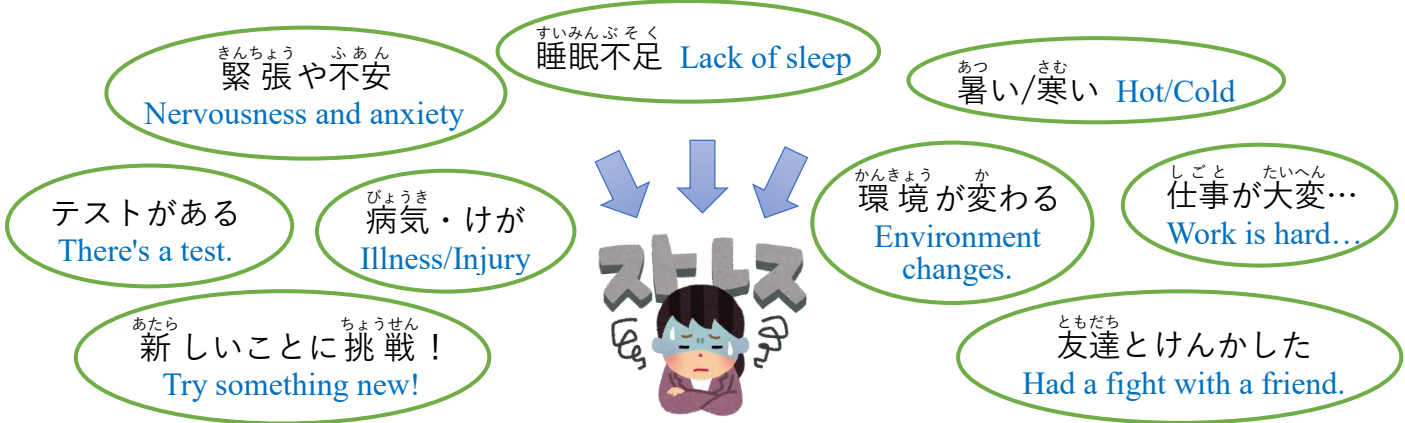 きんちょう ふあん
緊張や不安
Nervousness and anxiety
すいみんぶそく
睡眠不足 Lack of sleep
あつ さむ
暑い/寒い Hot/Cold
テストがある
There's a test.
びょうき
病気・けが
Illness/Injury
かんきょう か
環境が変わる
Environment
changes.
しごと たいへん
仕事が大変…
Work is hard…
ストレス
あたら ちょうせん
新しいことに挑戦！
Try something new!
ともだち
友達とけんかした
Had a fight with a friend.